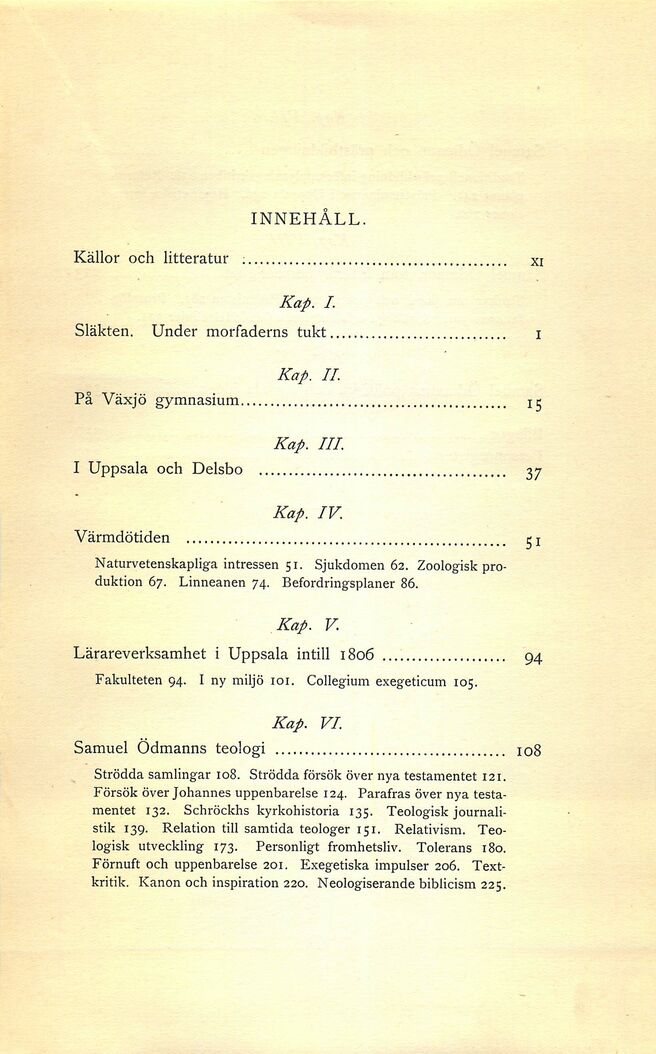 INNEHÅLL.
Källor och litteratur ............................................. XI
Kap. I.
Släkten. Under morfaderns tukt .............................. 1
Kap. II.
På Växjö gymnasium ............................................. 15
Kap. III.
I Uppsala och Delsbo .......................................... 37
Kap. IV.
Värmdötiden ...................................................... 51
Naturvetenskapliga intressen 51. Sjukdomen 62. Zoologisk pro-
duktion 67. Linneanen 74. Befordringsplaner 86.
Kap. V.
Lärareverksamhet i Uppsala intill 1806 ..................... 94
Fakulteten 94. I ny miljö 101. Collegium exegeticum 105.
Kap. VI.
Samuel Ödmanns teologi ....................................... 108
Strödda samlingar 108. Strödda försök över nya testamentet 121.
Försök över Johannes uppenbarelse 124. Parafras över nya testa-
mentet 132. Schröckhs kyrkohistoria 135. Teologisk journali-
stik 139. Relation till samtida teologer 151. Relativism. Teo-
logisk utveckling 173. Personligt fromhetsliv. Tolerans 180.
Förnuft och uppenbarelse 201. Exegetiska impulser 206. Text-
kritik. Kanon och inspiration 220. Neologiserande biblicism 225.